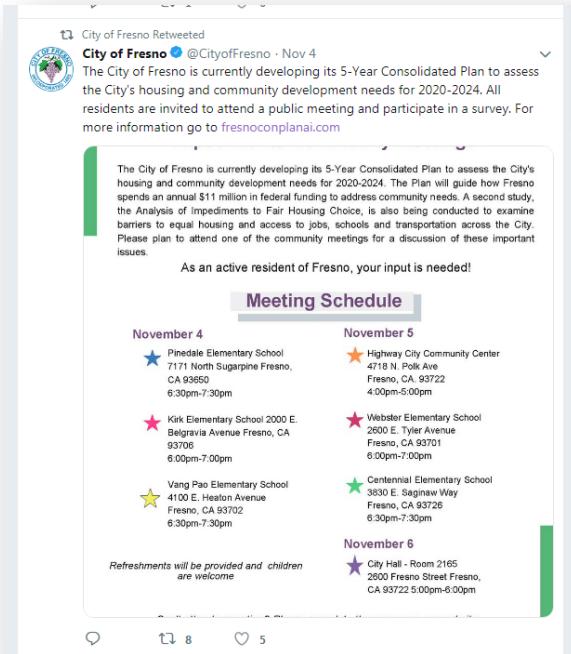 City of Fresno Retweeted
City of Fresno @CityofFresno · Nov 4
The City of Fresno is currently developing its 5-Year Consolidated Plan to assess
the City's housing and community development needs for 2020-2024. All
residents are invited to attend a public meeting and participate in a survey. For
more information go to fresnoconplanai.com
The City of Fresno is currently developing its 5-Year Consolidated Plan to assess the City's
housing and community development needs for 2020-2024. The Plan will guide how Fresno
spends an annual $11 million in federal funding to address community needs. A second study,
the Analysis of Impediments to Fair Housing Choice, is also being conducted to examine
barriers to equal housing and access to jobs, schools and transportation across the City.
Please plan to attend one of the community meetings for a discussion of these important
issues.
As an active resident of Fresno, your input is needed!
Meeting Schedule
November 4
Pinedale Elementary School
7171 North Sugarpine Fresno,
CA 93650
6:30pm-7:30pm
Kirk Elementary School 2000 E.
Belgravia Avenue Fresno, CA
93706
6:00pm-7:00pm
Vang Pao Elementary School
4100 E. Heaton Avenue
Fresno, CA 93702
6:30pm-7:30pm
Refreshments will be provided and children
are welcome
November 5
Highway City Community Center
4718 N. Polk Ave
Fresno, CA. 93722
4:00pm-5:00pm
Webster Elementary School
2600 E. Tyler Avenue
Fresno, CA 93701
6:00pm-7:00pm
Centennial Elementary School
3830 E. Saginaw Way
Fresno, CA 93726
6:30pm-7:30pm
November 6
City Hall - Room 2165
2600 Fresno Street Fresno,
CA 93722 5:00pm-6:00pm
8
5